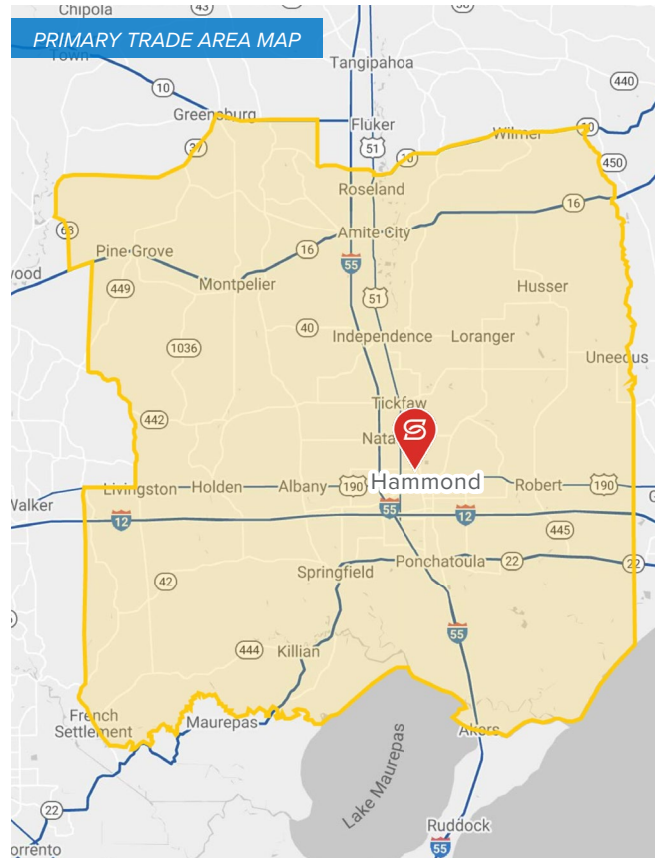 Chipola
43
PRIMARY TRADE AREA MAP
Tangipahoa
10
440
Greensburg
Fluker
37
51
10
Wilmer
10
450
Roseland
16
63
Amite City
Pine Grove
16
55
449
Montpelier
Husser
51
40
Independence
Loranger
1036
Uneedus
Tickfaw
442
Nata
S
Hammond
Livingston
Holden
Albany
190
Robert
190
Walker
55
12
12
445
Ponchatoula
22
22
Springfield
42
55
444
Killian
French
Settlement
Maurepas
Akers
Lake Maurepas
22
Ruddock
55